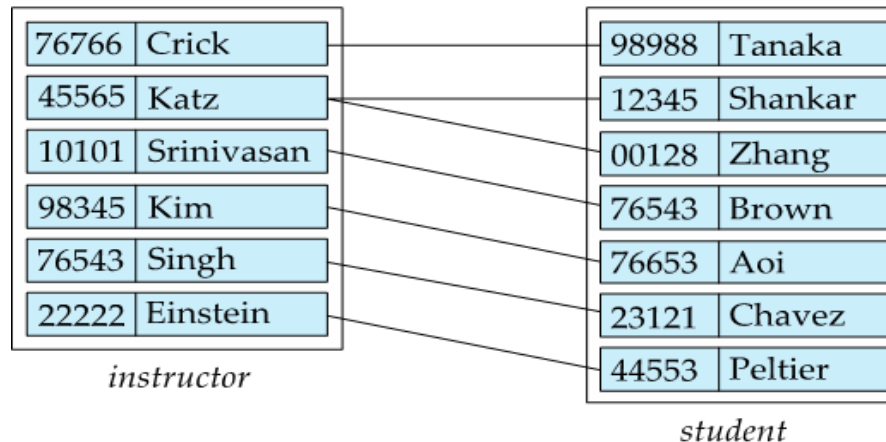 76766 Crick
45565 Katz
10101 Srinivasan
98345 Kim
76543 Singh
22222 Einstein
instructor
98988 Tanaka
12345 Shankar
00128 Zhang
76543 Brown
76653 Aoi
23121 Chavez
44553 Peltier
student